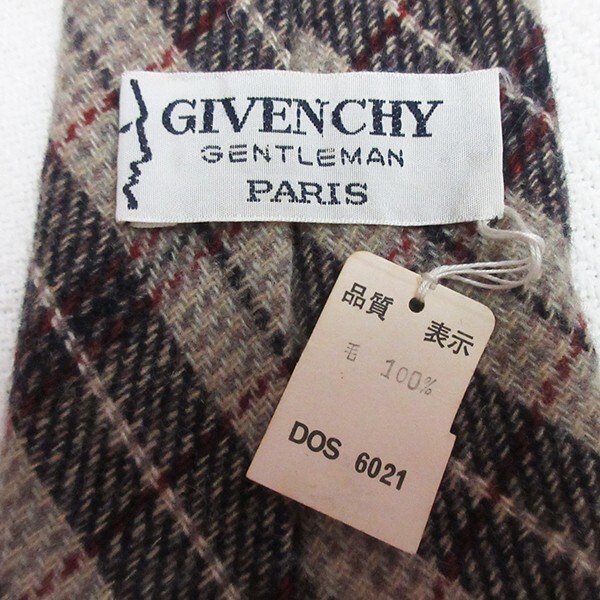 GIVENCHY
GENTLEMAN
PARIS
品質 表示
毛 100%
DOS 6021